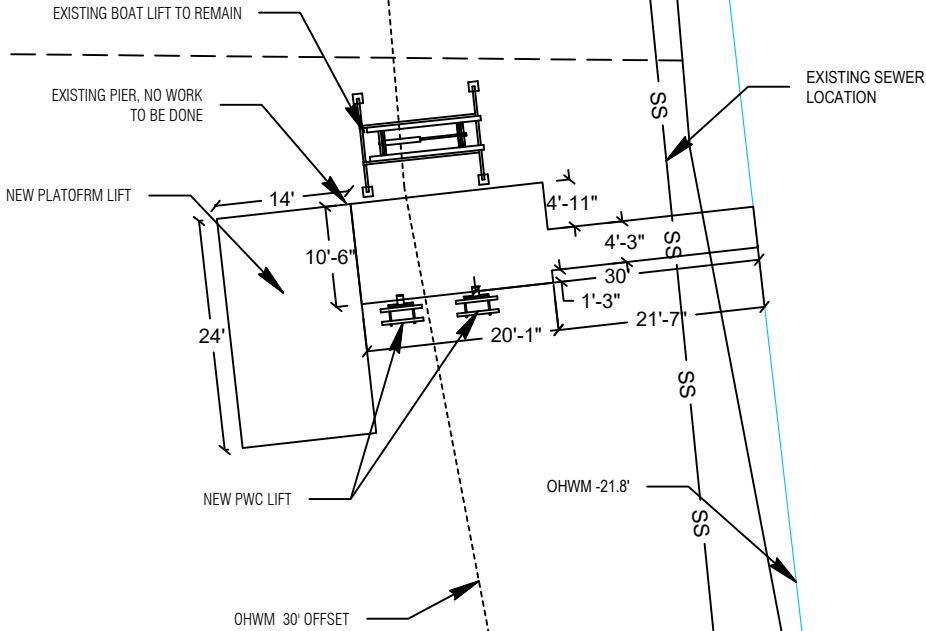 EXISTING BOAT LIFT TO REMAIN
EXISTING SEWER
LOCATION
SS
EXISTING PIER, NO WORK
TO BE DONE
NEW PLATOFRM LIFT
14'
4'-11"
10'-6"
4'-3"
SS
30'
1'-3"
24'
20'-1"
21'-7"
SS
NEW PWC LIFT
OHWM -21.8'
SS
OHWM 30' OFFSET